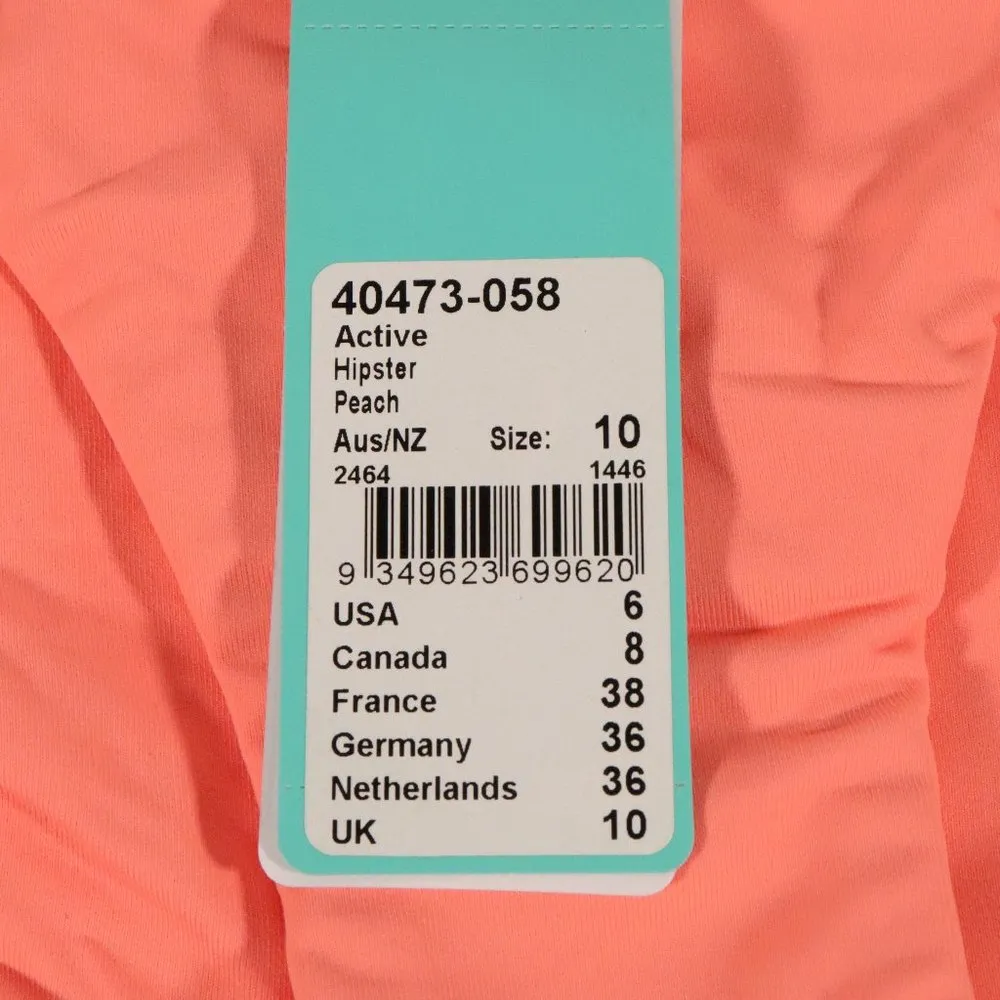 40473-058
Active
Hipster
Peach
Aus/NZ Size: 10
2464 1446
9 349623 699620
USA 6
Canada 8
France 38
Germany 36
Netherlands 36
UK 10